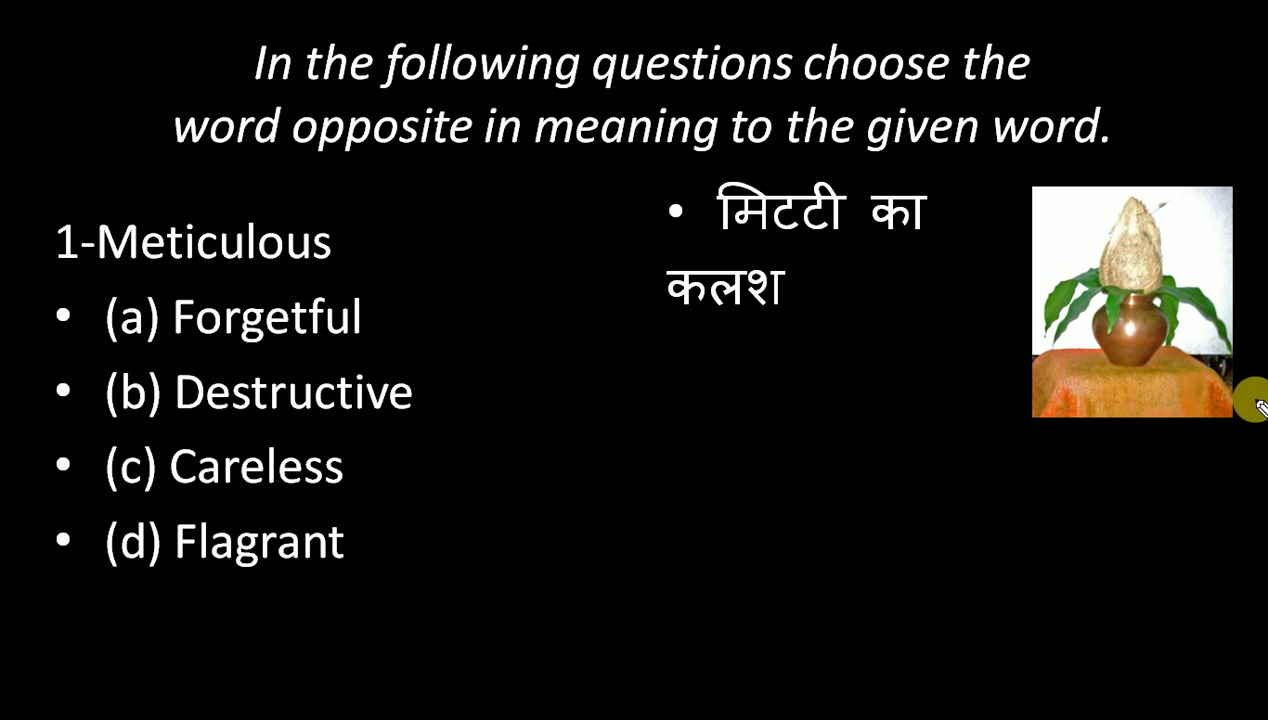 In the following questions choose the
word opposite in meaning to the given word.
1-Meticulous
• (a) Forgetful
• (b) Destructive
• (c) Careless
• (d) Flagrant
• मिटटी का
कलश